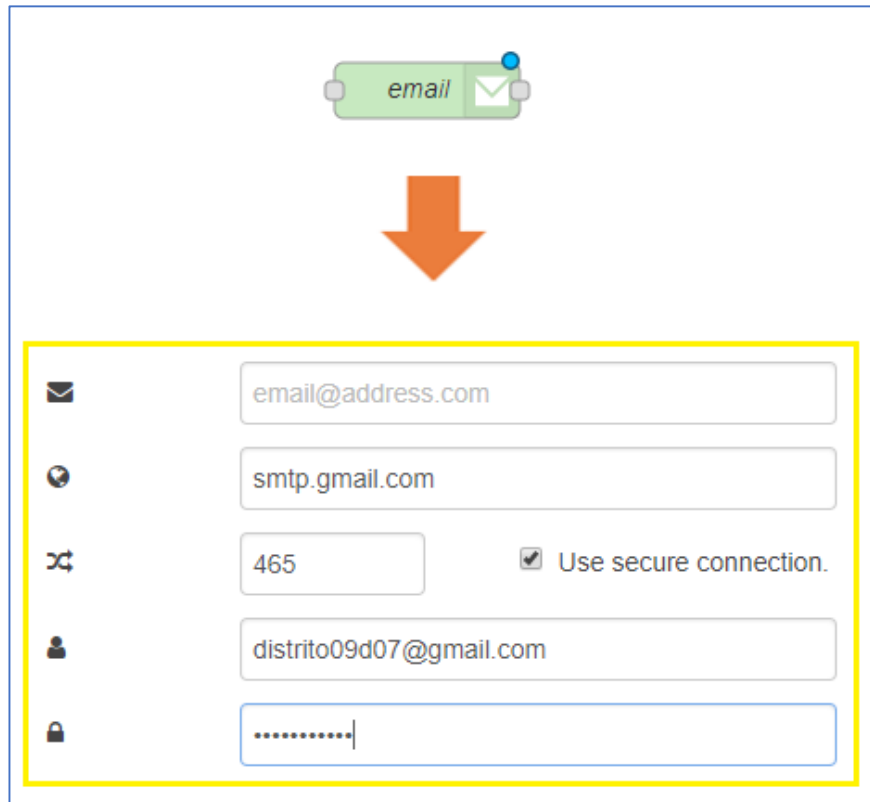 email
email@address.com
smtp.gmail.com
465 Use secure connection.
distrito09d07@gmail.com
•••••••••••